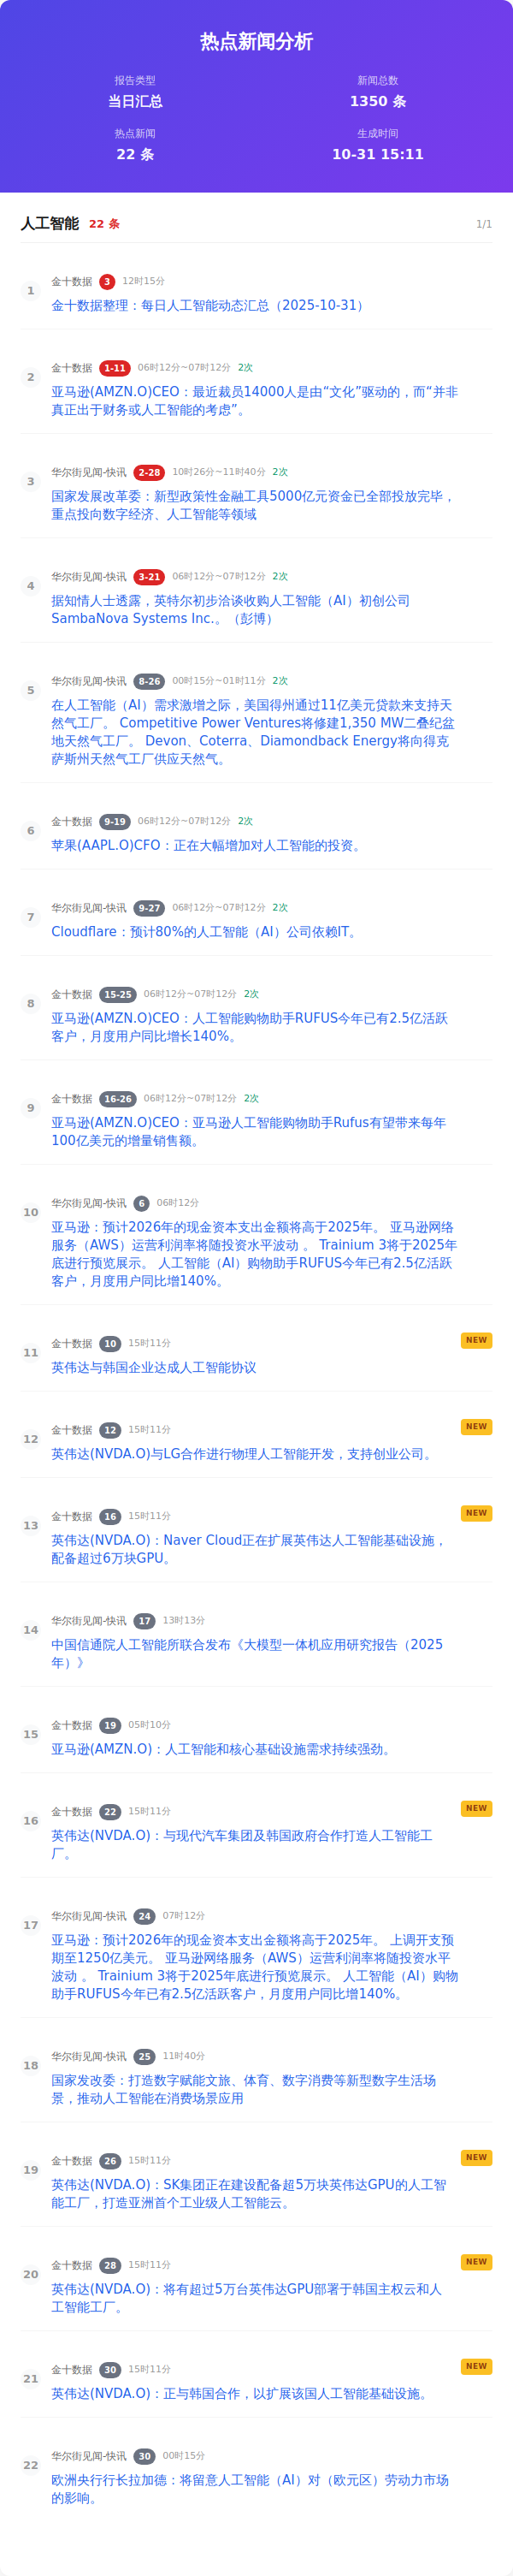 热点新闻分析
报告类型
当日汇总
新闻总数
1350 条
热点新闻
22 条
生成时间
10-31 15:11
人工智能 22 条 1/1
1
金十数据 3 12时15分
金十数据整理：每日人工智能动态汇总（2025-10-31）
2
金十数据 1-11 06时12分~07时12分 2次
亚马逊(AMZN.O)CEO：最近裁员14000人是由“文化”驱动的，而“并非
真正出于财务或人工智能的考虑”。
3
华尔街见闻-快讯 2-28 10时26分~11时40分 2次
国家发展改革委：新型政策性金融工具5000亿元资金已全部投放完毕，
重点投向数字经济、人工智能等领域
4
华尔街见闻-快讯 3-21 06时12分~07时12分 2次
据知情人士透露，英特尔初步洽谈收购人工智能（AI）初创公司
SambaNova Systems Inc.。（彭博）
5
华尔街见闻-快讯 8-26 00时15分~01时11分 2次
在人工智能（AI）需求激增之际，美国得州通过11亿美元贷款来支持天
然气工厂。 Competitive Power Ventures将修建1,350 MW二叠纪盆
地天然气工厂。 Devon、Coterra、Diamondback Energy将向得克
萨斯州天然气工厂供应天然气。
6
金十数据 9-19 06时12分~07时12分 2次
苹果(AAPL.O)CFO：正在大幅增加对人工智能的投资。
7
华尔街见闻-快讯 9-27 06时12分~07时12分 2次
Cloudflare：预计80%的人工智能（AI）公司依赖IT。
8
金十数据 15-25 06时12分~07时12分 2次
亚马逊(AMZN.O)CEO：人工智能购物助手RUFUS今年已有2.5亿活跃
客户，月度用户同比增长140%。
9
金十数据 16-26 06时12分~07时12分 2次
亚马逊(AMZN.O)CEO：亚马逊人工智能购物助手Rufus有望带来每年
100亿美元的增量销售额。
10
华尔街见闻-快讯 6 06时12分
亚马逊：预计2026年的现金资本支出金额将高于2025年。 亚马逊网络
服务（AWS）运营利润率将随投资水平波动 。 Trainium 3将于2025年
底进行预览展示。 人工智能（AI）购物助手RUFUS今年已有2.5亿活跃
客户，月度用户同比增140%。
11
金十数据 10 15时11分 NEW
英伟达与韩国企业达成人工智能协议
12
金十数据 12 15时11分 NEW
英伟达(NVDA.O)与LG合作进行物理人工智能开发，支持创业公司。
13
金十数据 16 15时11分 NEW
英伟达(NVDA.O)：Naver Cloud正在扩展英伟达人工智能基础设施，
配备超过6万块GPU。
14
华尔街见闻-快讯 17 13时13分
中国信通院人工智能所联合发布《大模型一体机应用研究报告（2025
年）》
15
金十数据 19 05时10分
亚马逊(AMZN.O)：人工智能和核心基础设施需求持续强劲。
16
金十数据 22 15时11分 NEW
英伟达(NVDA.O)：与现代汽车集团及韩国政府合作打造人工智能工
厂。
17
华尔街见闻-快讯 24 07时12分
亚马逊：预计2026年的现金资本支出金额将高于2025年。 上调开支预
期至1250亿美元。 亚马逊网络服务（AWS）运营利润率将随投资水平
波动 。 Trainium 3将于2025年底进行预览展示。 人工智能（AI）购物
助手RUFUS今年已有2.5亿活跃客户，月度用户同比增140%。
18
华尔街见闻-快讯 25 11时40分
国家发改委：打造数字赋能文旅、体育、数字消费等新型数字生活场
景，推动人工智能在消费场景应用
19
金十数据 26 15时11分 NEW
英伟达(NVDA.O)：SK集团正在建设配备超5万块英伟达GPU的人工智
能工厂，打造亚洲首个工业级人工智能云。
20
金十数据 28 15时11分 NEW
英伟达(NVDA.O)：将有超过5万台英伟达GPU部署于韩国主权云和人
工智能工厂。
21
金十数据 30 15时11分 NEW
英伟达(NVDA.O)：正与韩国合作，以扩展该国人工智能基础设施。
22
华尔街见闻-快讯 30 00时15分
欧洲央行行长拉加德：将留意人工智能（AI）对（欧元区）劳动力市场
的影响。